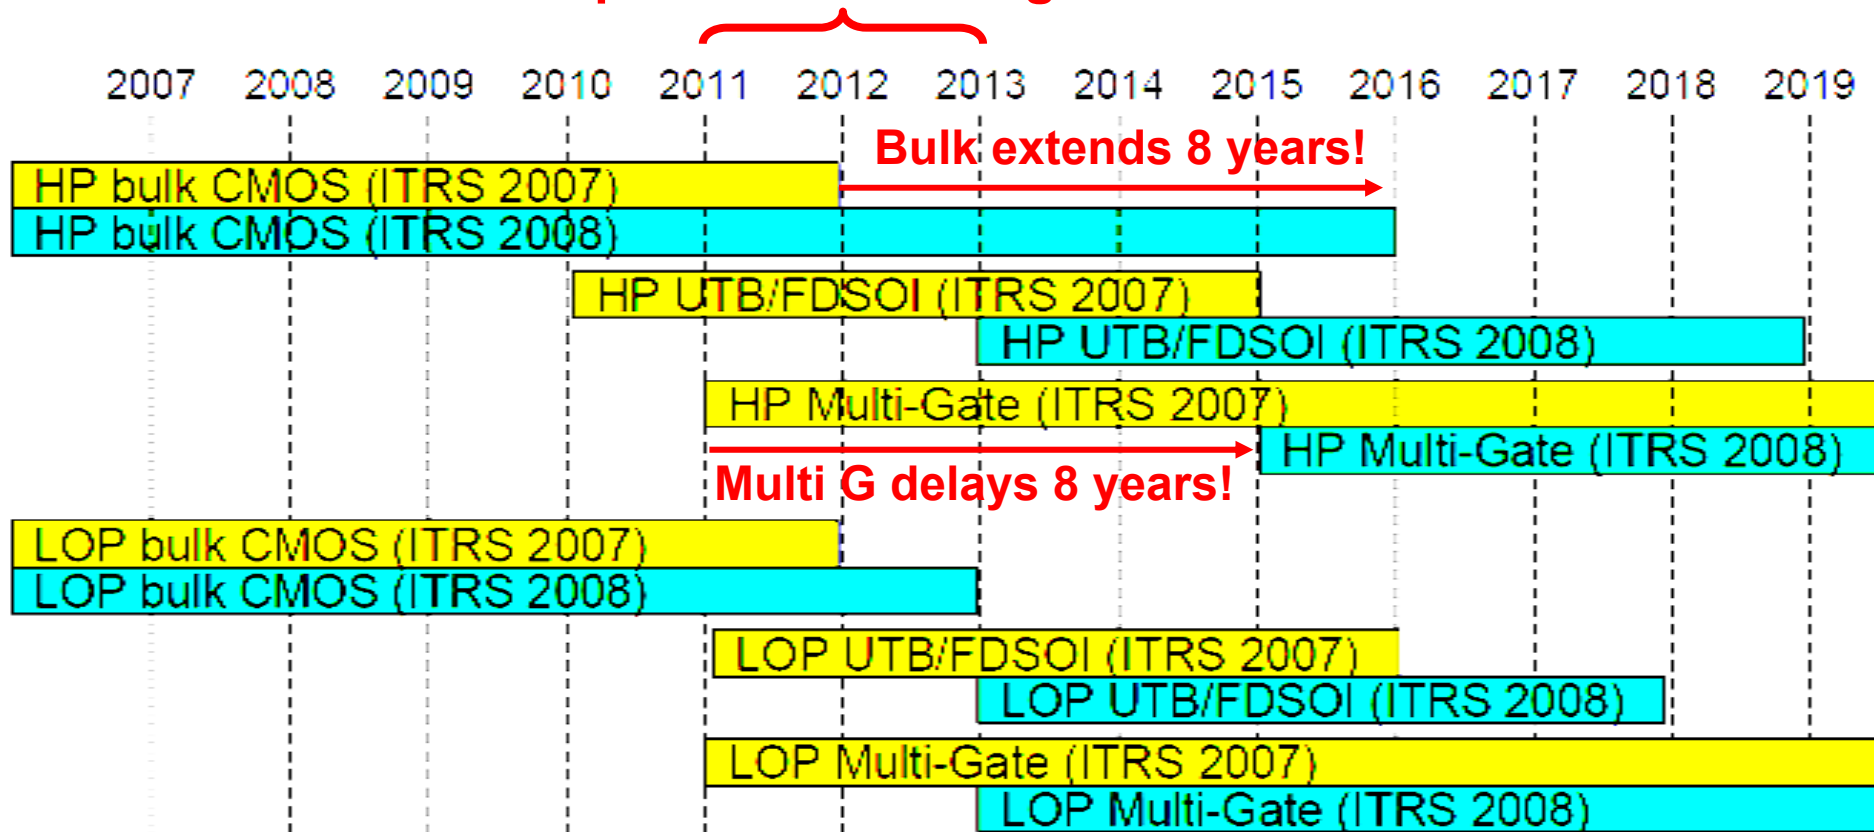 2007 2008 2009 2010 2011 2012 2013 2014 2015 2016 2017 2018 2019
Bulk extends 8 years!
HP bulk CMOS (ITRS 2007)
HP bulk CMOS (ITRS 2008)
HP UTB/FDSOI (ITRS 2007)
HP UTB/FDSOI (ITRS 2008)
HP Multi-Gate (ITRS 2007)
HP Multi-Gate (ITRS 2008)
Multi G delays 8 years!
LOP bulk CMOS (ITRS 2007)
LOP bulk CMOS (ITRS 2008)
LOP UTB/FDSOI (ITRS 2007)
LOP UTB/FDSOI (ITRS 2008)
LOP Multi-Gate (ITRS 2007)
LOP Multi-Gate (ITRS 2008)